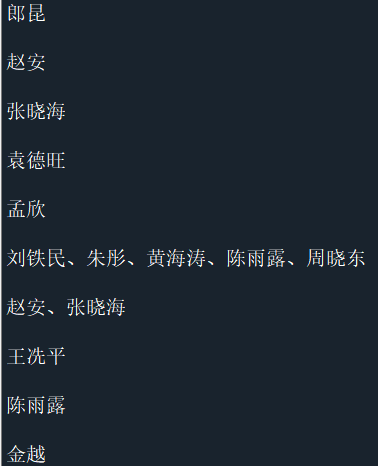 郎昆
赵安
张晓海
袁德旺
孟欣
刘铁民、朱彤、黄海涛、陈雨露、周晓东
赵安、张晓海
王冼平
陈雨露
金越